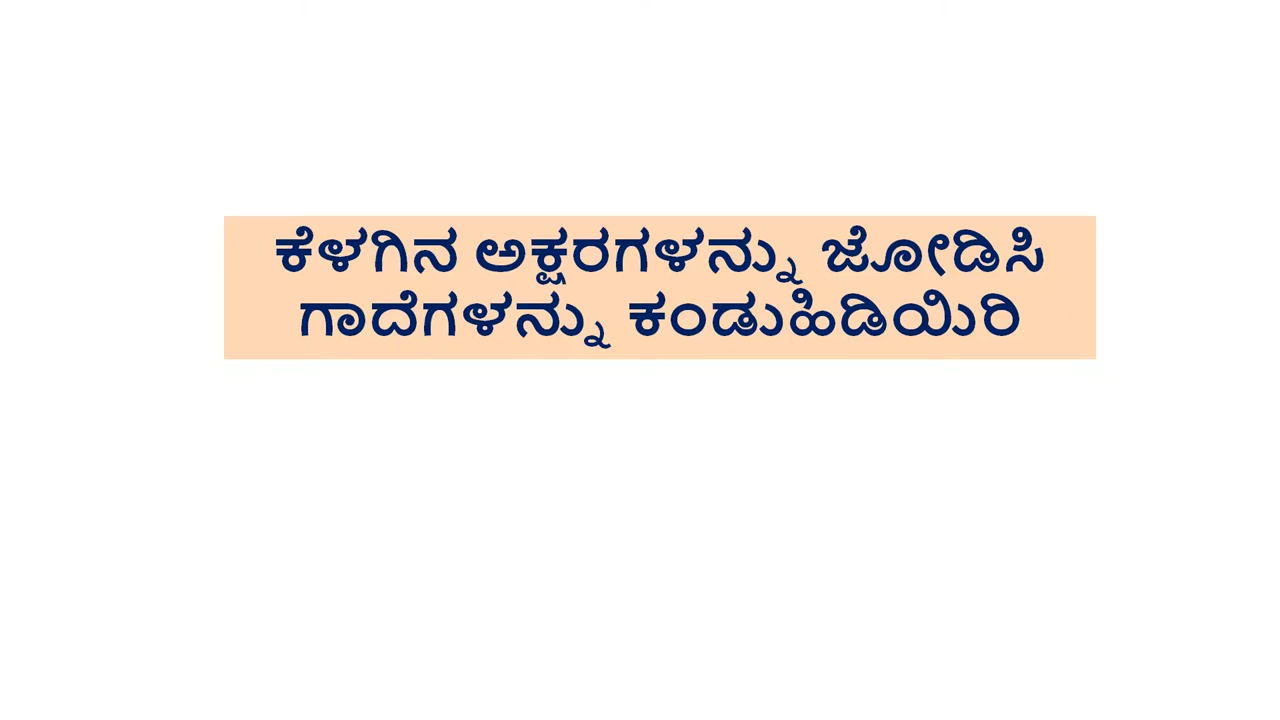 ಕೆಳಗಿನ ಅಕ್ಷರಗಳನ್ನು ಜೋಡಿಸಿ
ಗಾದೆಗಳನ್ನು ಕಂಡುಹಿಡಿಯಿರಿ